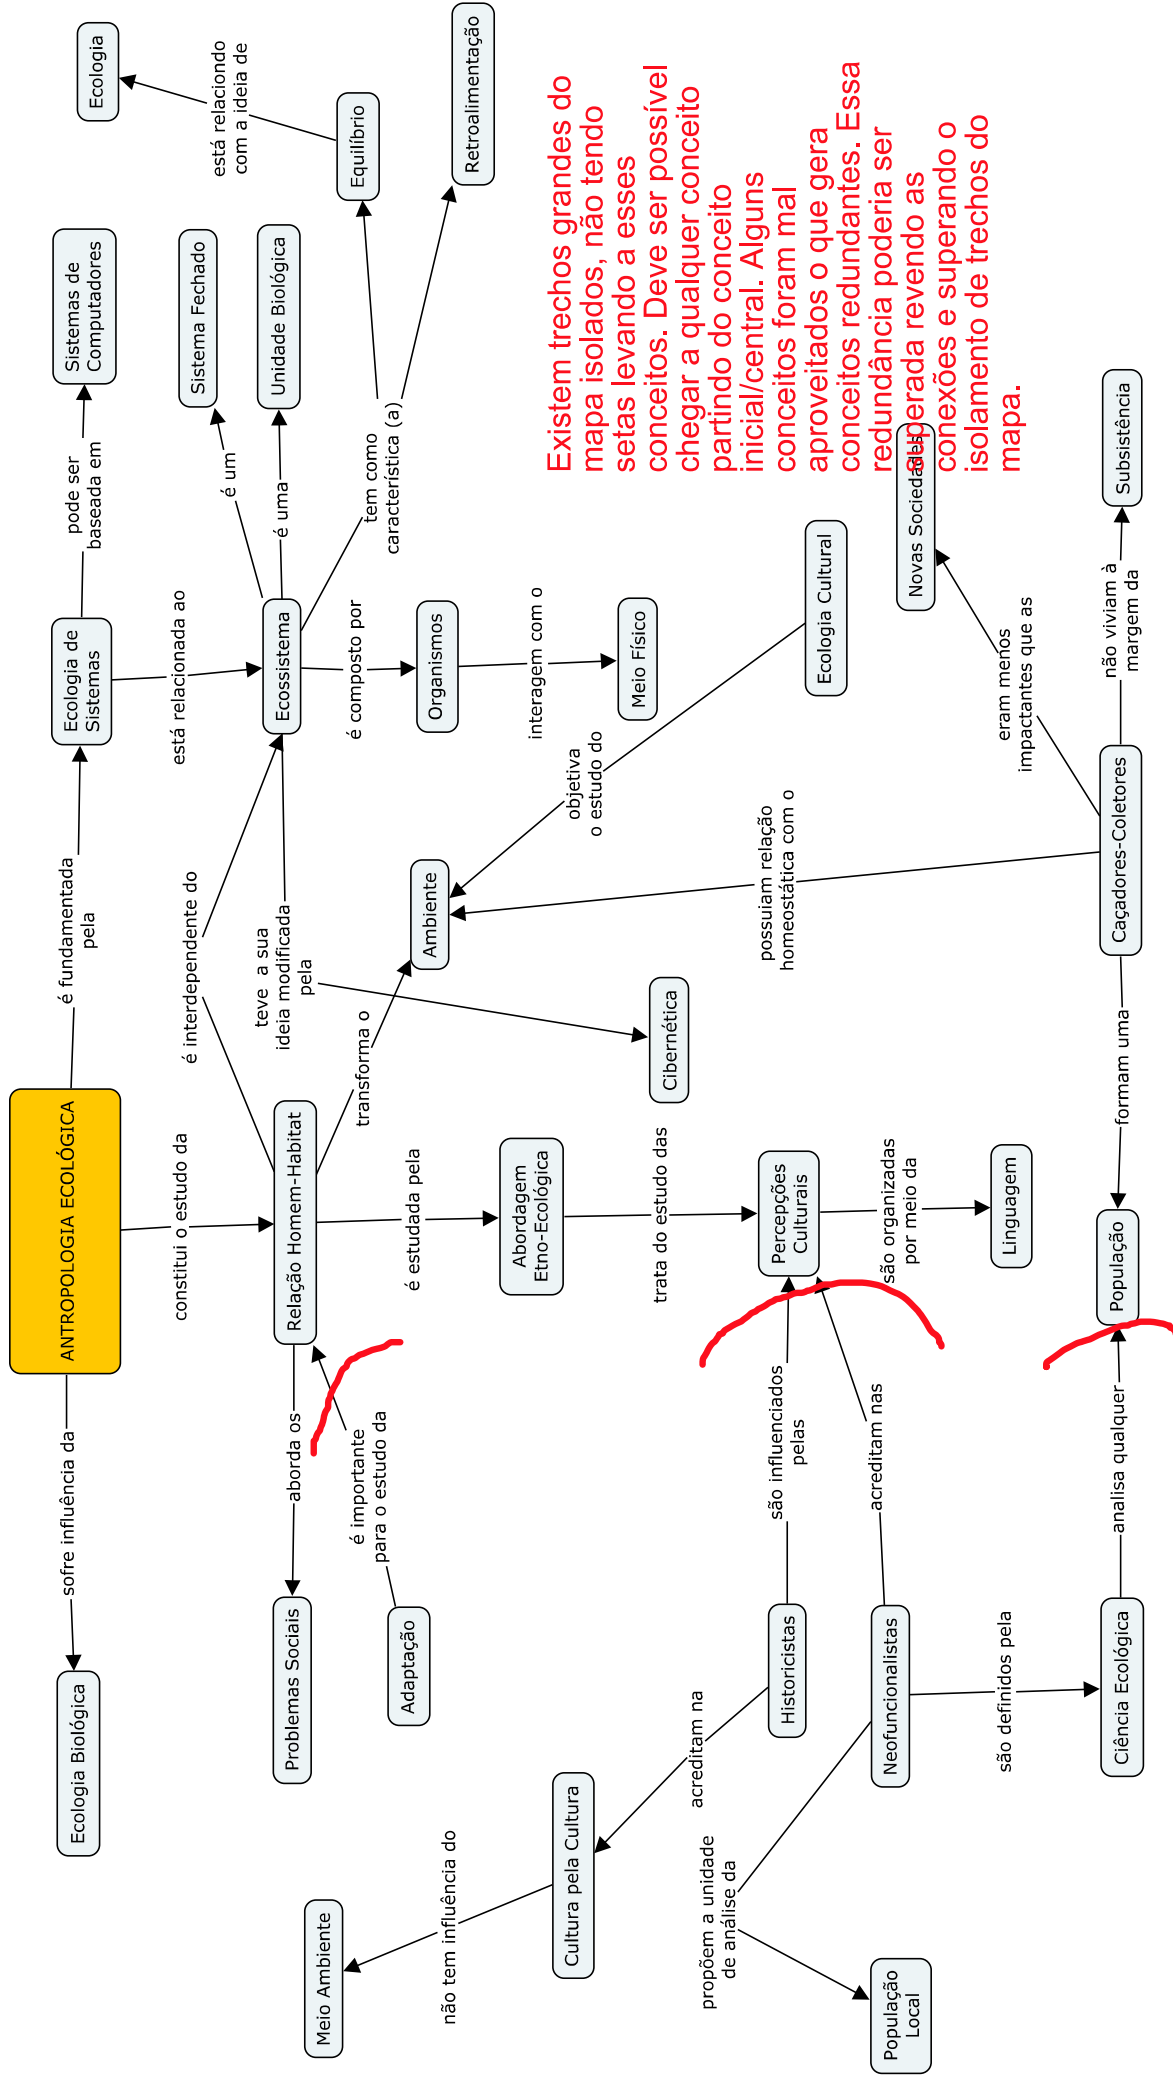 ANTROPOLOGIA ECOLÓGICA
sofre influência da
Ecologia Biológica
constitui o estudo da
é fundamentada
pela
Ecologia de
Sistemas
pode ser
baseada em
Sistemas de
Computadores
está relacionada ao
Ecossistema
é um
Sistema Fechado
é uma
Unidade Biológica
tem como
característica (a)
Equilíbrio
está relaciondo
com a ideia de
Ecologia
Retroalimentação
é composto por
Organismos
interagem com o
Meio Físico
teve a sua
ideia modificada
pela
Cibernética
Relação Homem-Habitat
é interdependente do
transforma o
Ambiente
aborda os
Problemas Sociais
é importante
para o estudo da
Adaptação
é estudada pela
Abordagem
Etno-Ecológica
trata do estudo das
Percepções
Culturais
são organizadas
por meio da
Linguagem
objetiva
o estudo do
Ecologia Cultural
possuiam relação
homeostática com o
Caçadores-Coletores
eram menos
impactantes que as
Novas Sociedades
não viviam à
margem da
Subsistência
formam uma
População
analisa qualquer
Ciência Ecológica
são influenciados
pelas
Historicistas
acreditam na
Cultura pela Cultura
não tem influência do
Meio Ambiente
acreditam nas
Neofuncionalistas
são definidos pela
propõem a unidade
de análise da
População
Local
Existem trechos grandes do
mapa isolados, não tendo
setas levando a esses
conceitos. Deve ser possível
chegar a qualquer conceito
partindo do conceito
inicial/central. Alguns
conceitos foram mal
aproveitados o que gera
conceitos redundantes. Essa
redundância poderia ser
superada revendo as
conexões e superando o
isolamento de trechos do
mapa.